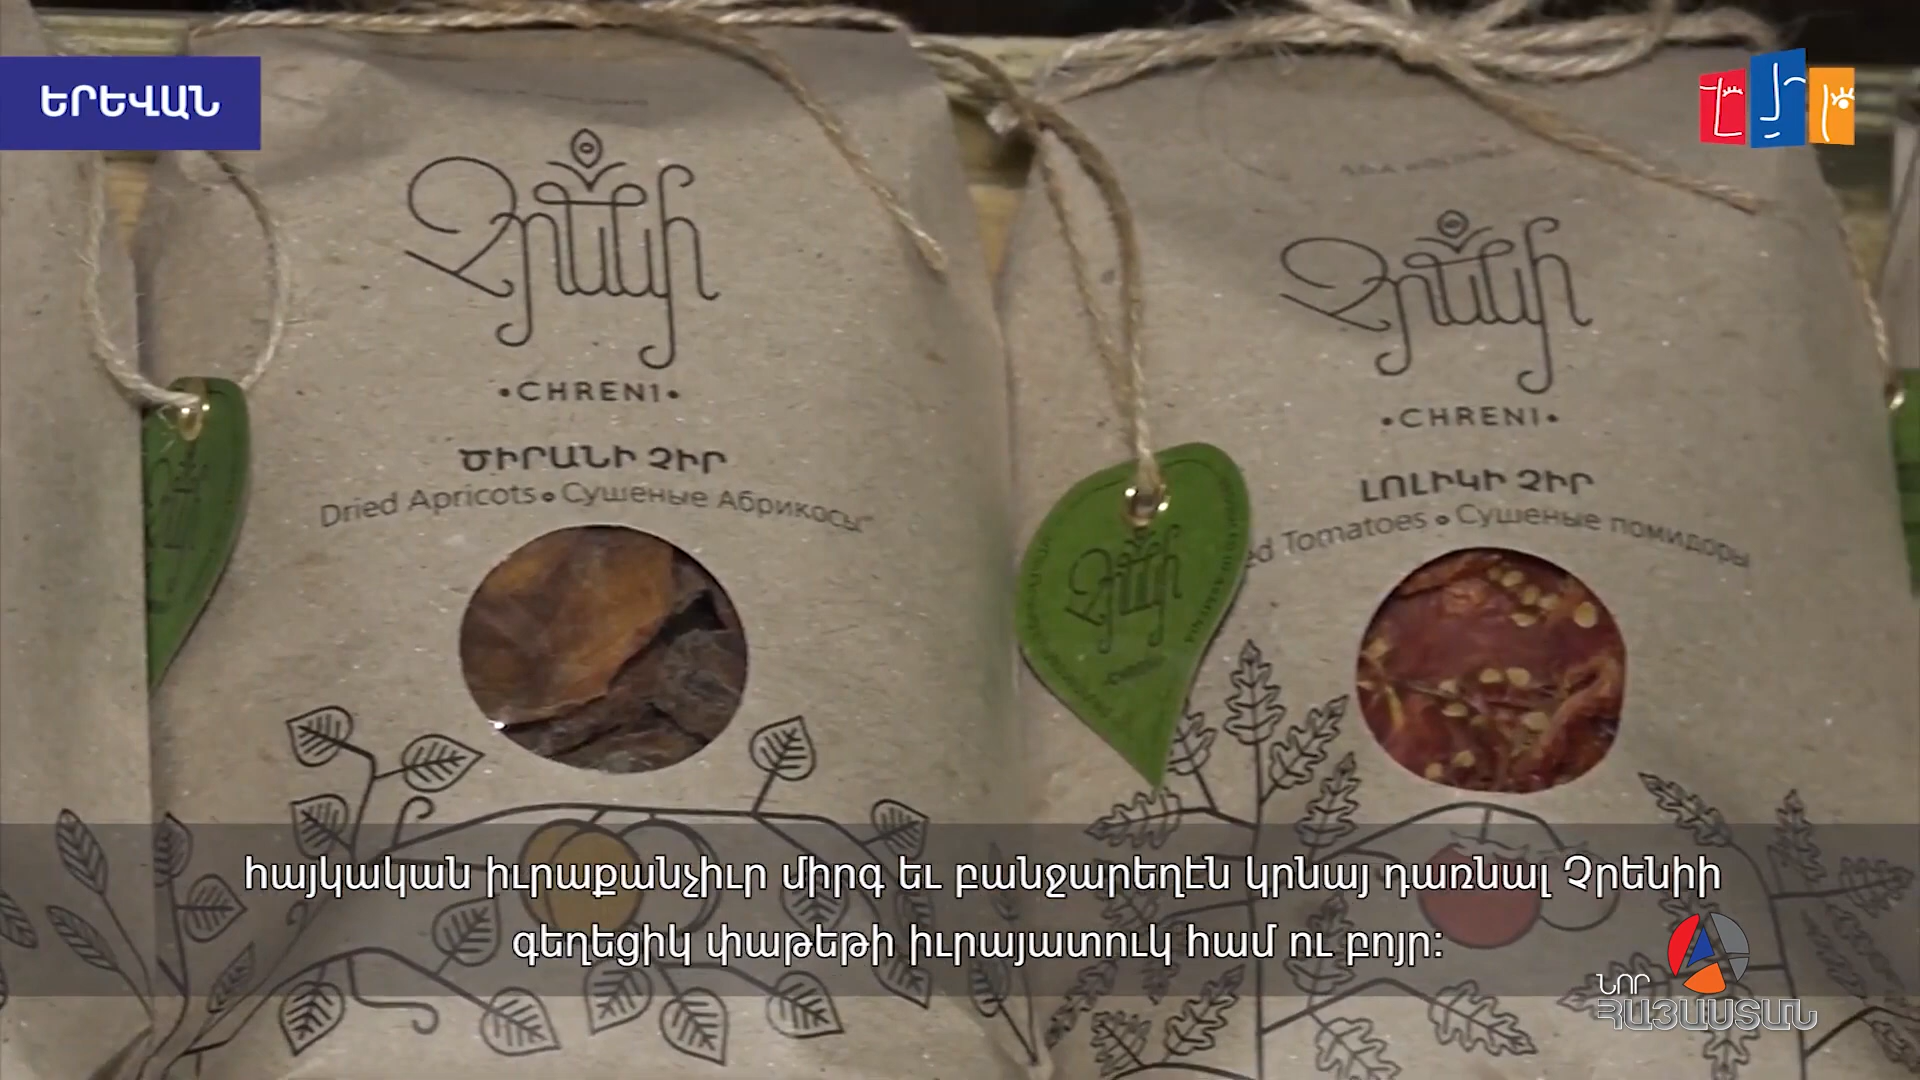 ԵՐԵՎԱՆ
Չրենի
•CHRENI•
ԾԻՐԱՆԻ ՉԻՐ
Dried Apricots • Сушеные Абрикосы
Չրենի
•CHRENI•
ԼՈԼԻԿԻ ՉԻՐ
ed Tomatoes • Сушеные помидоры
Չրենի
հայկական իւրաքանչիւր միրգ եւ բանջարեղէն կրնայ դառնալ Չրենիի
գեղեցիկ փաթեթի իւրայատուկ համ ու բոյր:
ՆՈՐ
ՀԱՅԱՍՏԱՆ